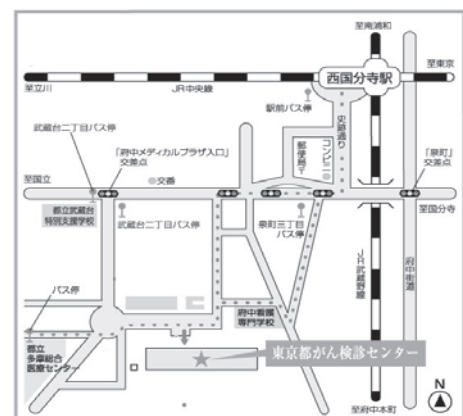 至南浦和
至東京
西国分寺駅
至立川
JR中央線
駅前バス停
史跡通り
武蔵台二丁目バス停
「府中メディカルプラザ入口」
交差点
交番
郵便局〒
コンビニ
「泉町」
交差点
至国立
至国分寺
都立武蔵台
特別支援学校
武蔵台二丁目バス停
泉町三丁目
バス停
JR武蔵野線
府中街道
バス停
府中看護
専門学校
都立
多摩総合
医療センター
東京都がん検診センター
N
至府中本町